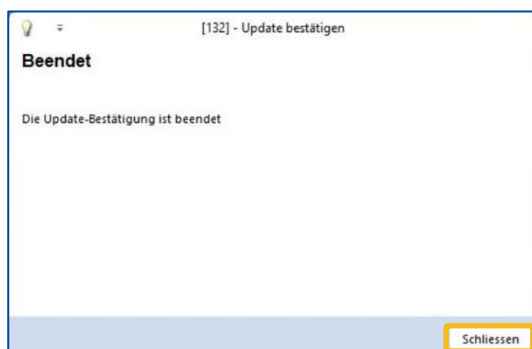 [132] - Update bestätigen
Beendet
Die Update-Bestätigung ist beendet
Schliessen